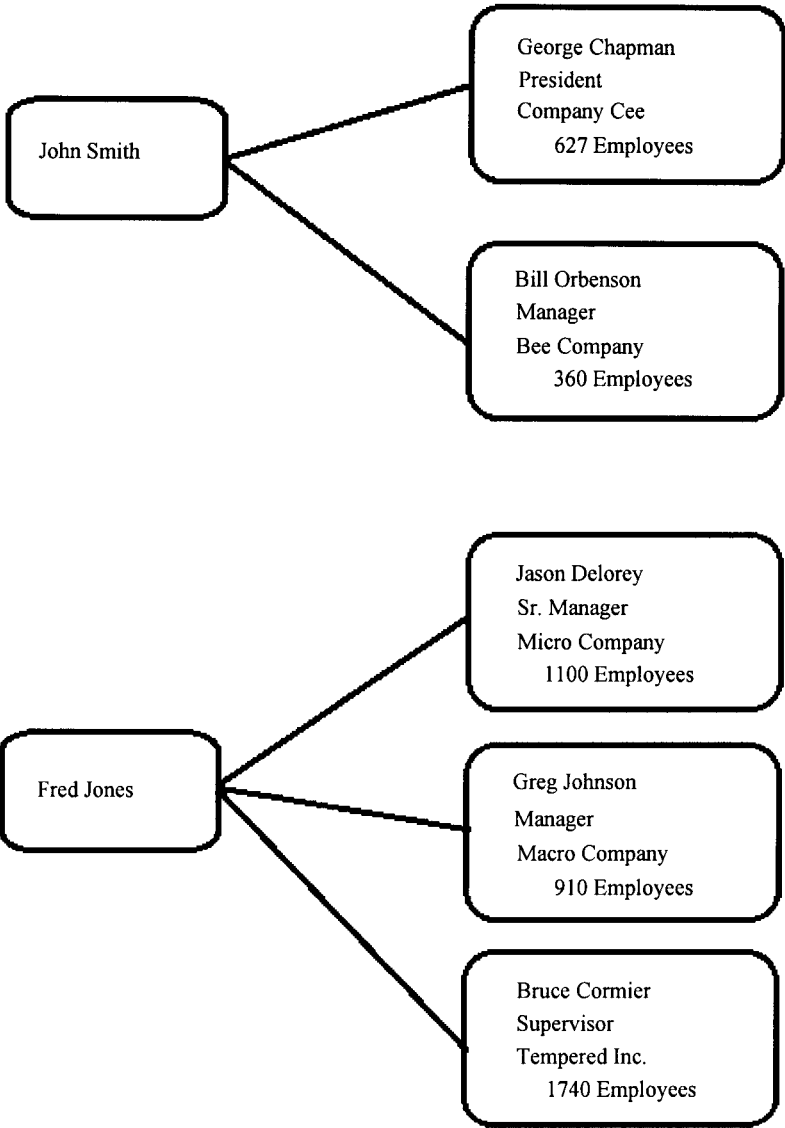 John Smith
George Chapman
President
Company Cee
627 Employees
Bill Orbenson
Manager
Bee Company
360 Employees
Fred Jones
Jason Delorey
Sr. Manager
Micro Company
1100 Employees
Greg Johnson
Manager
Macro Company
910 Employees
Bruce Cormier
Supervisor
Tempered Inc.
1740 Employees